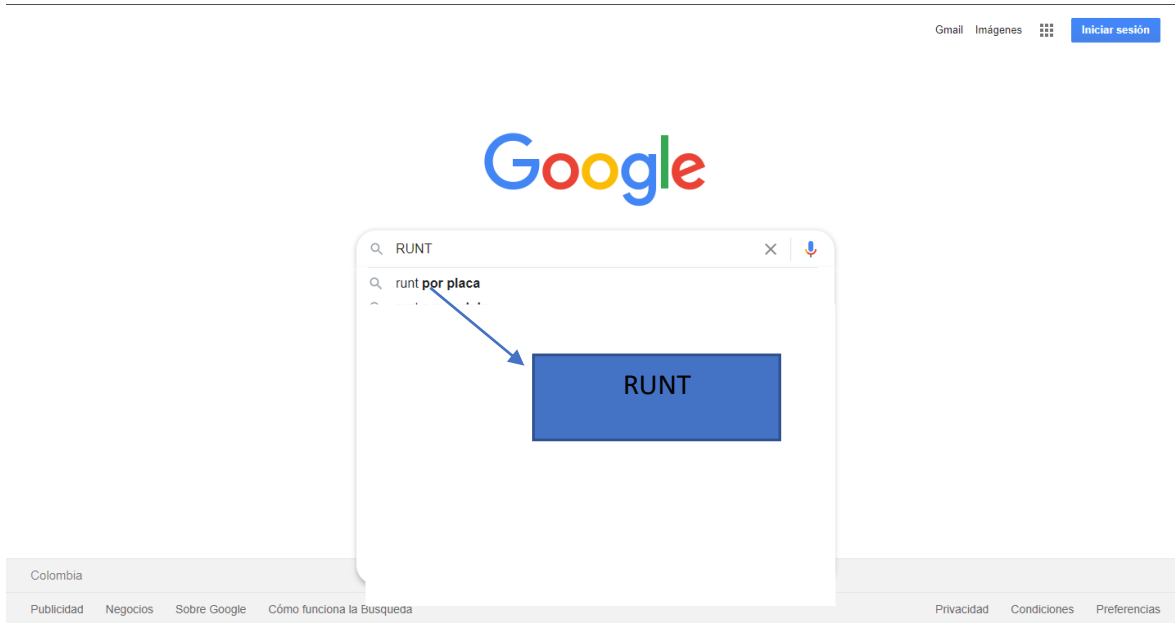 Gmail Imágenes Iniciar sesión
Google
RUNT
runt por placa
RUNT
Colombia
Publicidad Negocios Sobre Google Cómo funciona la Búsqueda Privacidad Condiciones Preferencias